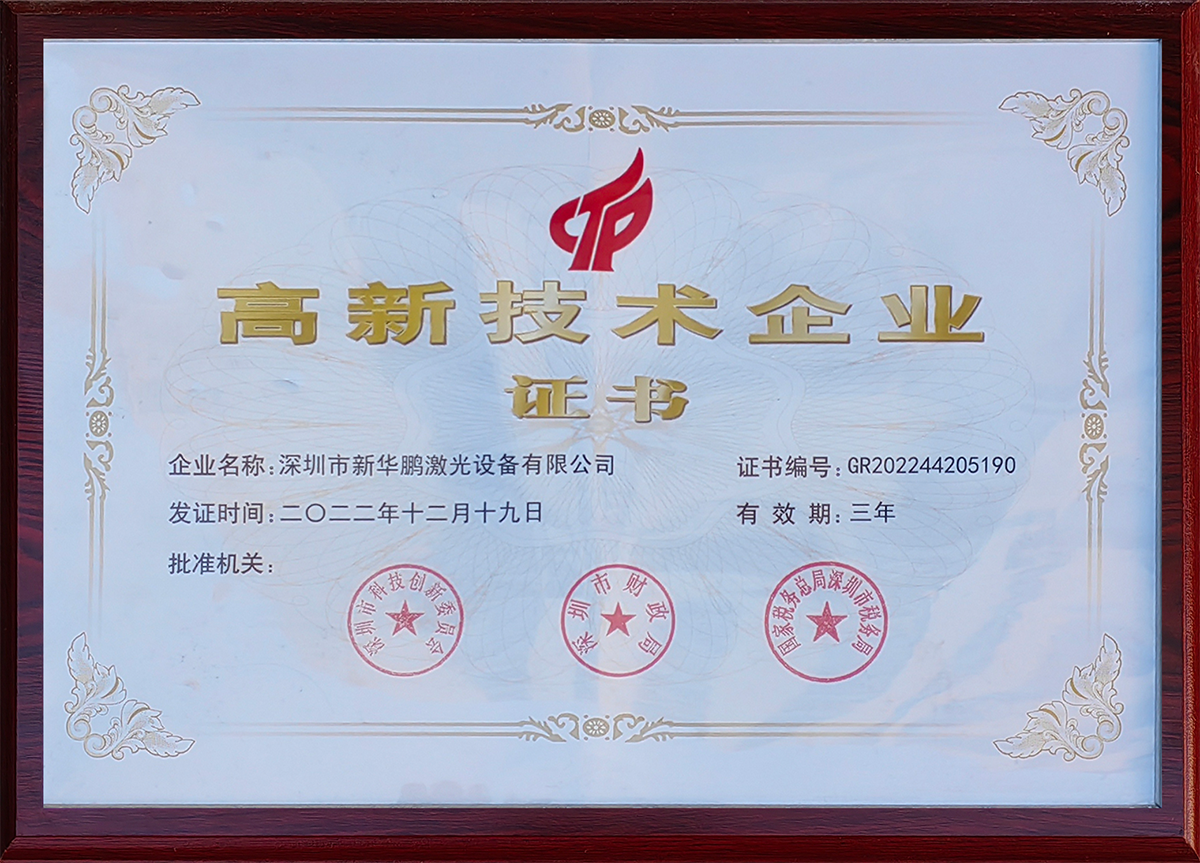 CTP
高新技术企业
证书
企业名称:深圳市新华鹏激光设备有限公司
证书编号:GR202244205190
发证时间:二〇二二年十二月十九日
有 效 期:三年
批准机关:
深圳市科技创新委员会
深圳市财政局
国家税务总局深圳市税务局